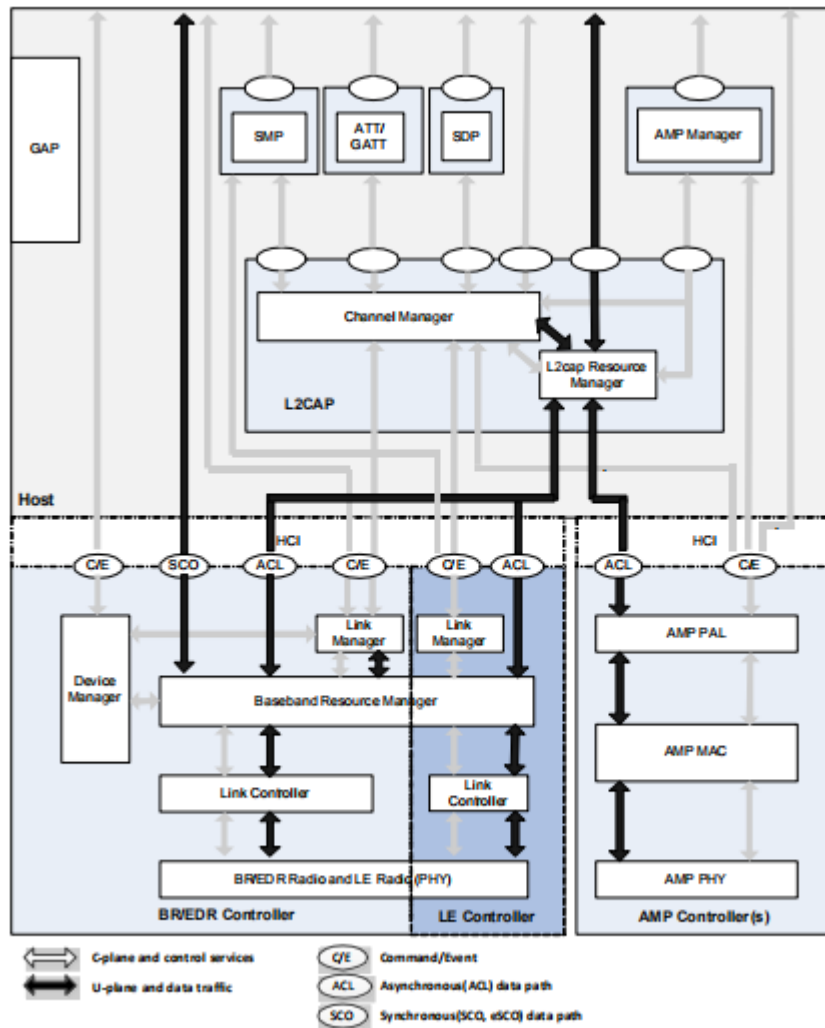 GAP
SMP
ATT/
GATT
SDP
AMP Manager
Channel Manager
L2cap Resource
Manager
L2CAP
Host
HCI
HCI
C/E
SCO
ACL
C/E
C/E
ACL
ACL
C/E
Link
Manager
Link
Manager
AMP PAL
Device
Manager
Baseband Resource Manager
AMP MAC
Link Controller
Link
Controller
BR/EDR Radio and LE Radio (PHY)
AMP PHY
BR/EDR Controller
LE Controller
AMP Controller(s)
C-plane and control services
C/E
Command/Event
U-plane and data traffic
ACL
Asynchronous(ACL) data path
SCO
Synchronous(SCO, eSCO) data path